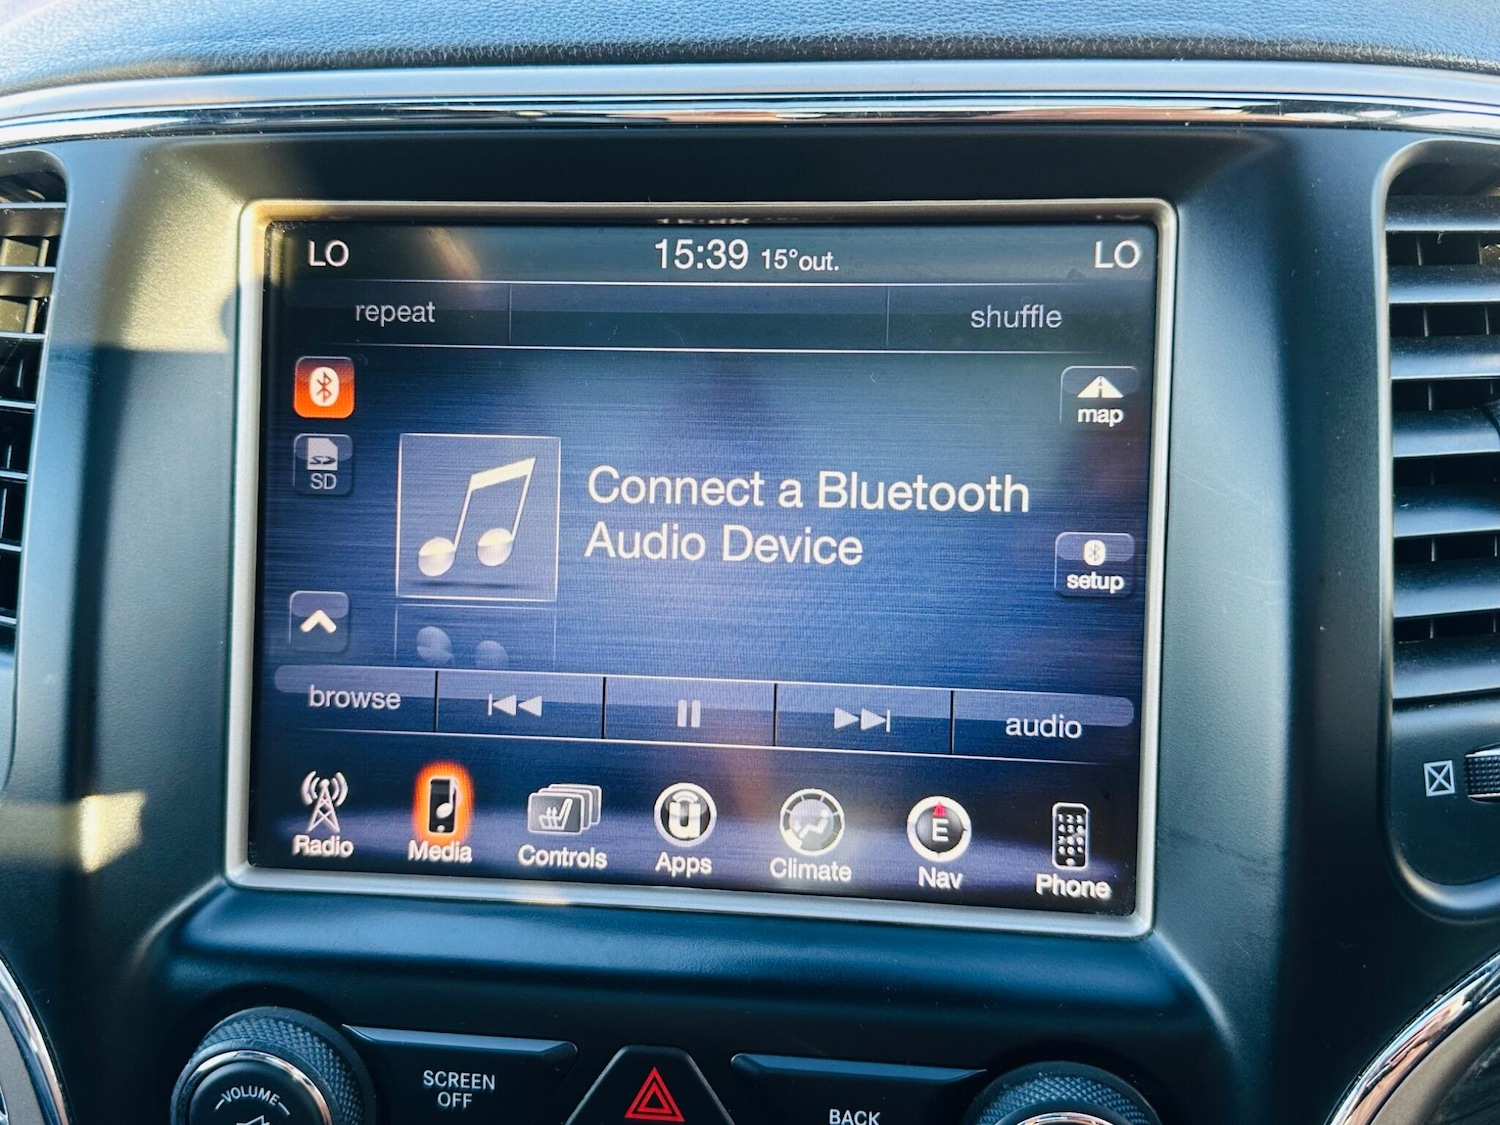 LO 15:39 15°out. LO
repeat shuffle
map
SD
Connect a Bluetooth
Audio Device
setup
browse audio
Radio Media Controls Apps Climate E Nav Phone
VOLUME
SCREEN
OFF
BACK